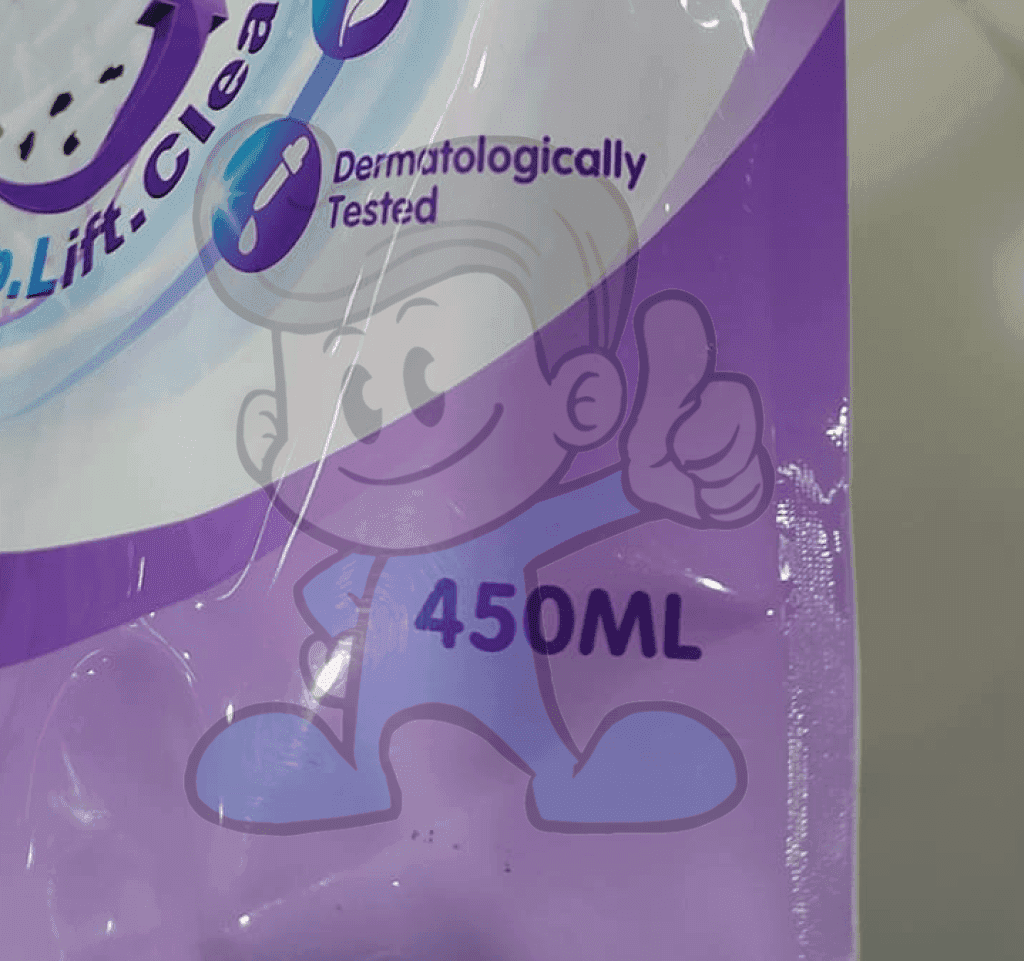 .Lift.Clea
Dermatologically
Tested
450ML